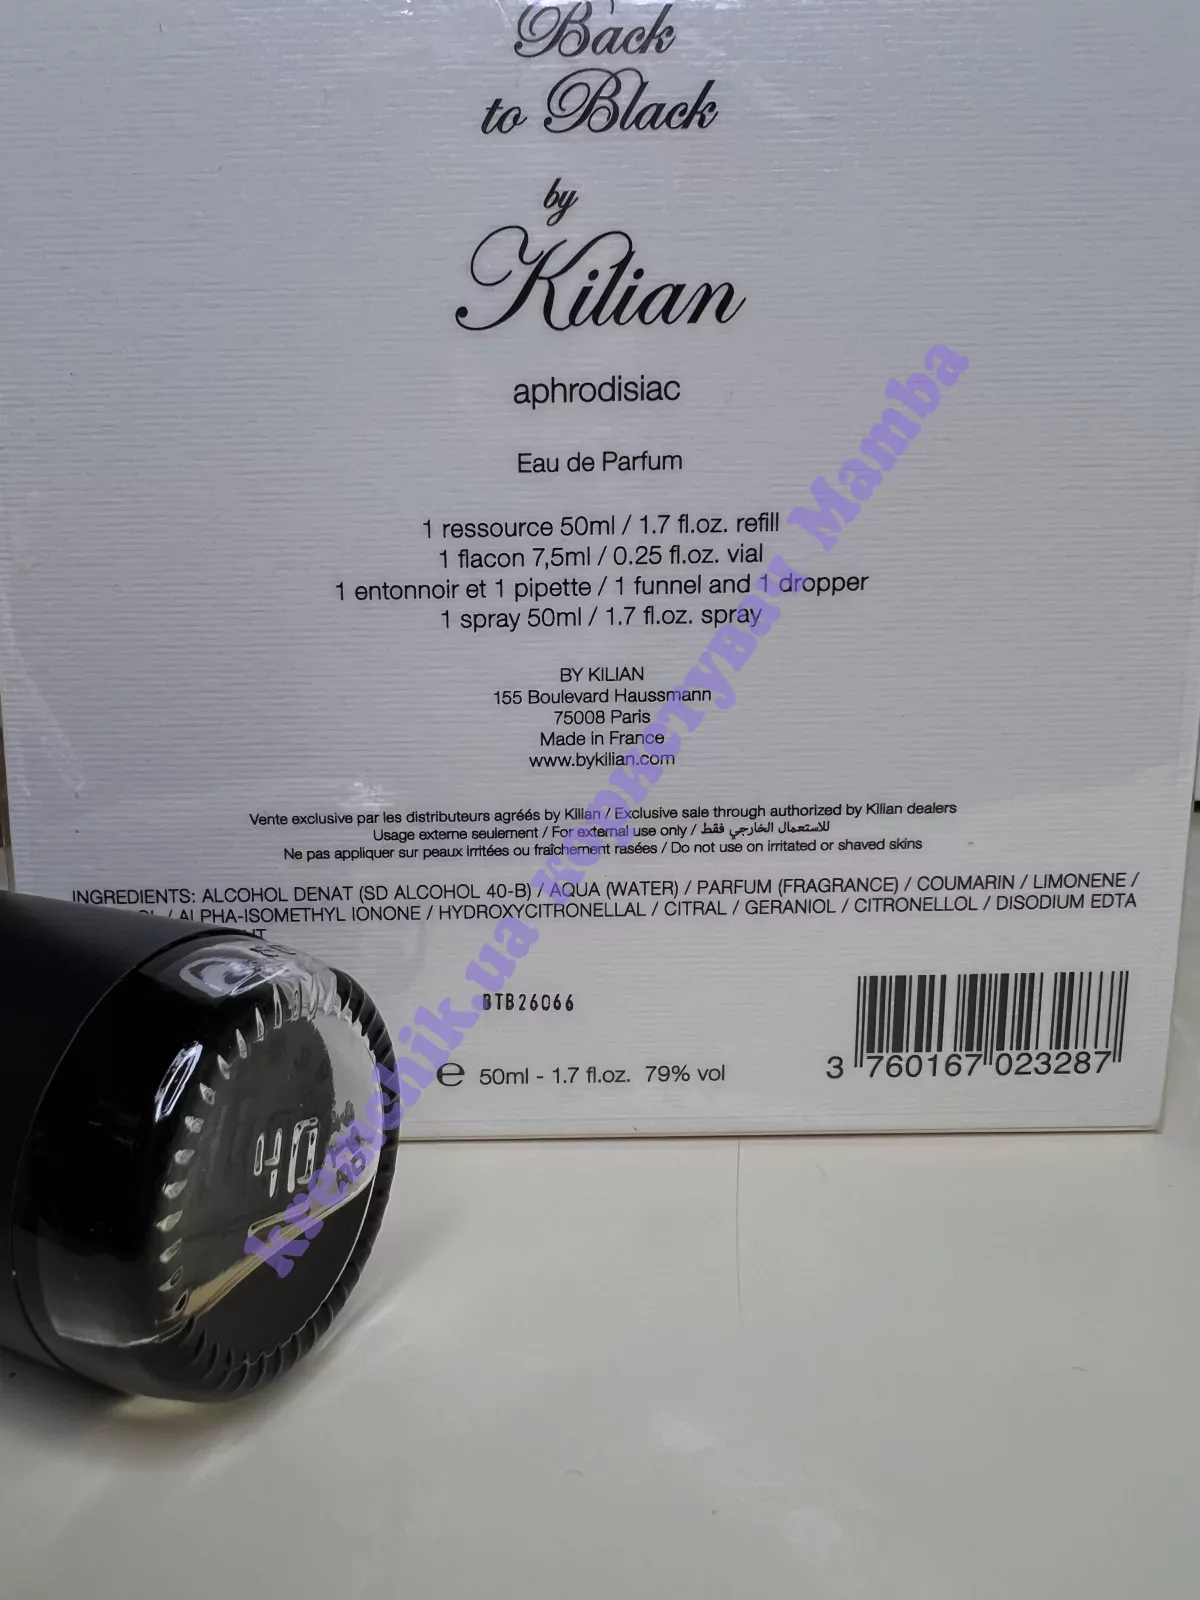 Back
to Black
by
Kilian
aphrodisiac
Eau de Parfum
1 ressource 50ml / 1.7 fl.oz. refill
1 flacon 7,5ml / 0.25 fl.oz. vial
1 entonnoir et 1 pipette / 1 funnel and 1 dropper
1 spray 50ml / 1.7 fl.oz. spray
BY KILIAN
155 Boulevard Haussmann
75008 Paris
Made in France
www.bykilian.com
Vente exclusive par les distributeurs agréés by Kilian / Exclusive sale through authorized by Kilian dealers
Usage externe seulement / For external use only / للاستعمال الخارجي فقط
Ne pas appliquer sur peaux irritées ou fraîchement rasées / Do not use on irritated or shaved skins
INGREDIENTS: ALCOHOL DENAT (SD ALCOHOL 40-B) / AQUA (WATER) / PARFUM (FRAGRANCE) / COUMARIN / LIMONENE /
/ ALPHA-ISOMETHYL IONONE / HYDROXYCITRONELLAL / CITRAL / GERANIOL / CITRONELLOL / DISODIUM EDTA
BTB26066
e 50ml - 1.7 fl.oz. 79% vol
3 760167 023287
40
kremchik.ua користувач Mamba